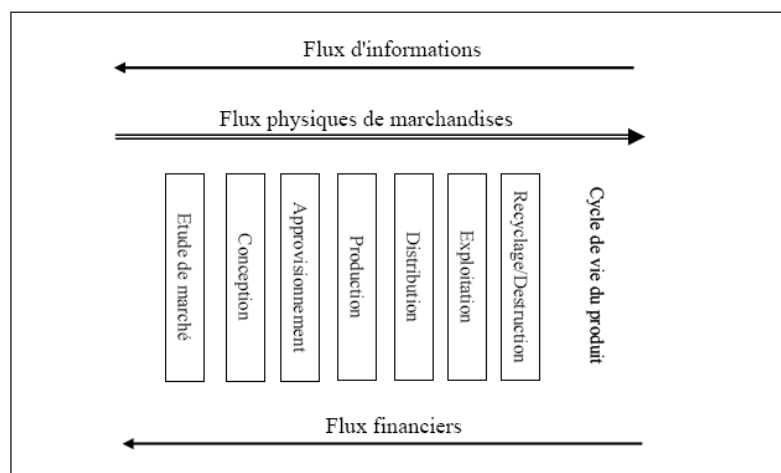 Flux d'informations
Flux physiques de marchandises
Etude de marché
Conception
Approvisionnement
Production
Distribution
Exploitation
Recyclage/Destruction
Cycle de vie du produit
Flux financiers